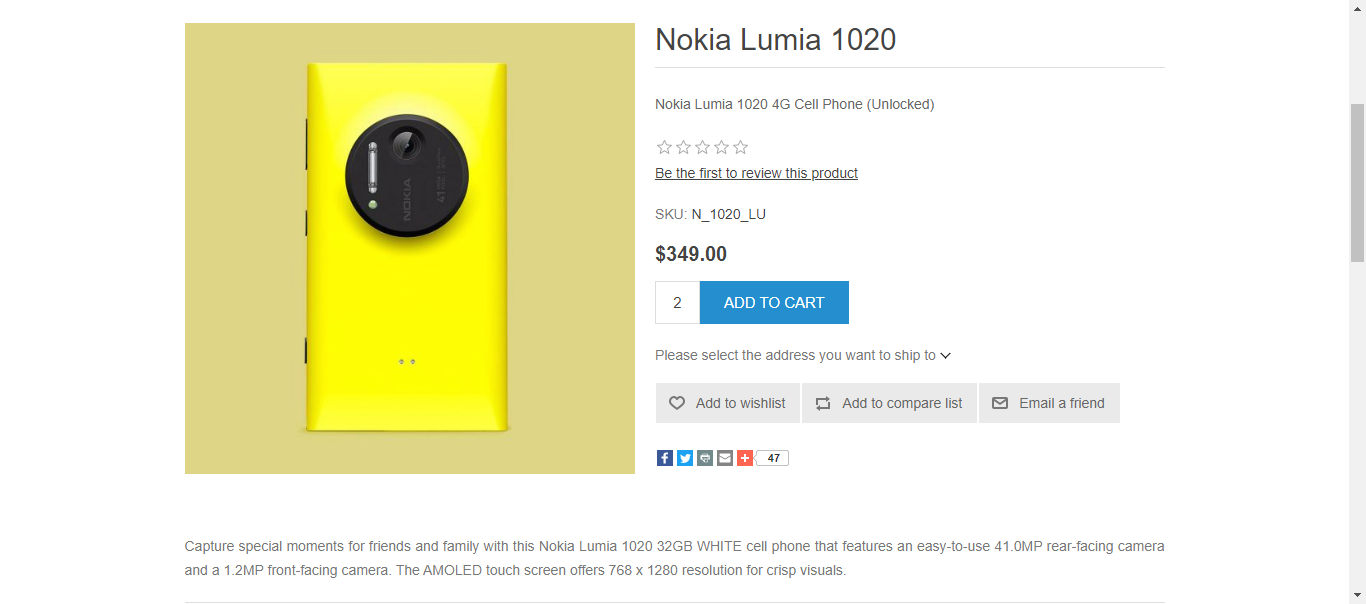 Nokia Lumia 1020
Nokia Lumia 1020 4G Cell Phone (Unlocked)
Be the first to review this product
SKU: N_1020_LU
$349.00
2 ADD TO CART
Please select the address you want to ship to
Add to wishlist Add to compare list Email a friend
47
NOKIA
41
Capture special moments for friends and family with this Nokia Lumia 1020 32GB WHITE cell phone that features an easy-to-use 41.0MP rear-facing camera
and a 1.2MP front-facing camera. The AMOLED touch screen offers 768 x 1280 resolution for crisp visuals.